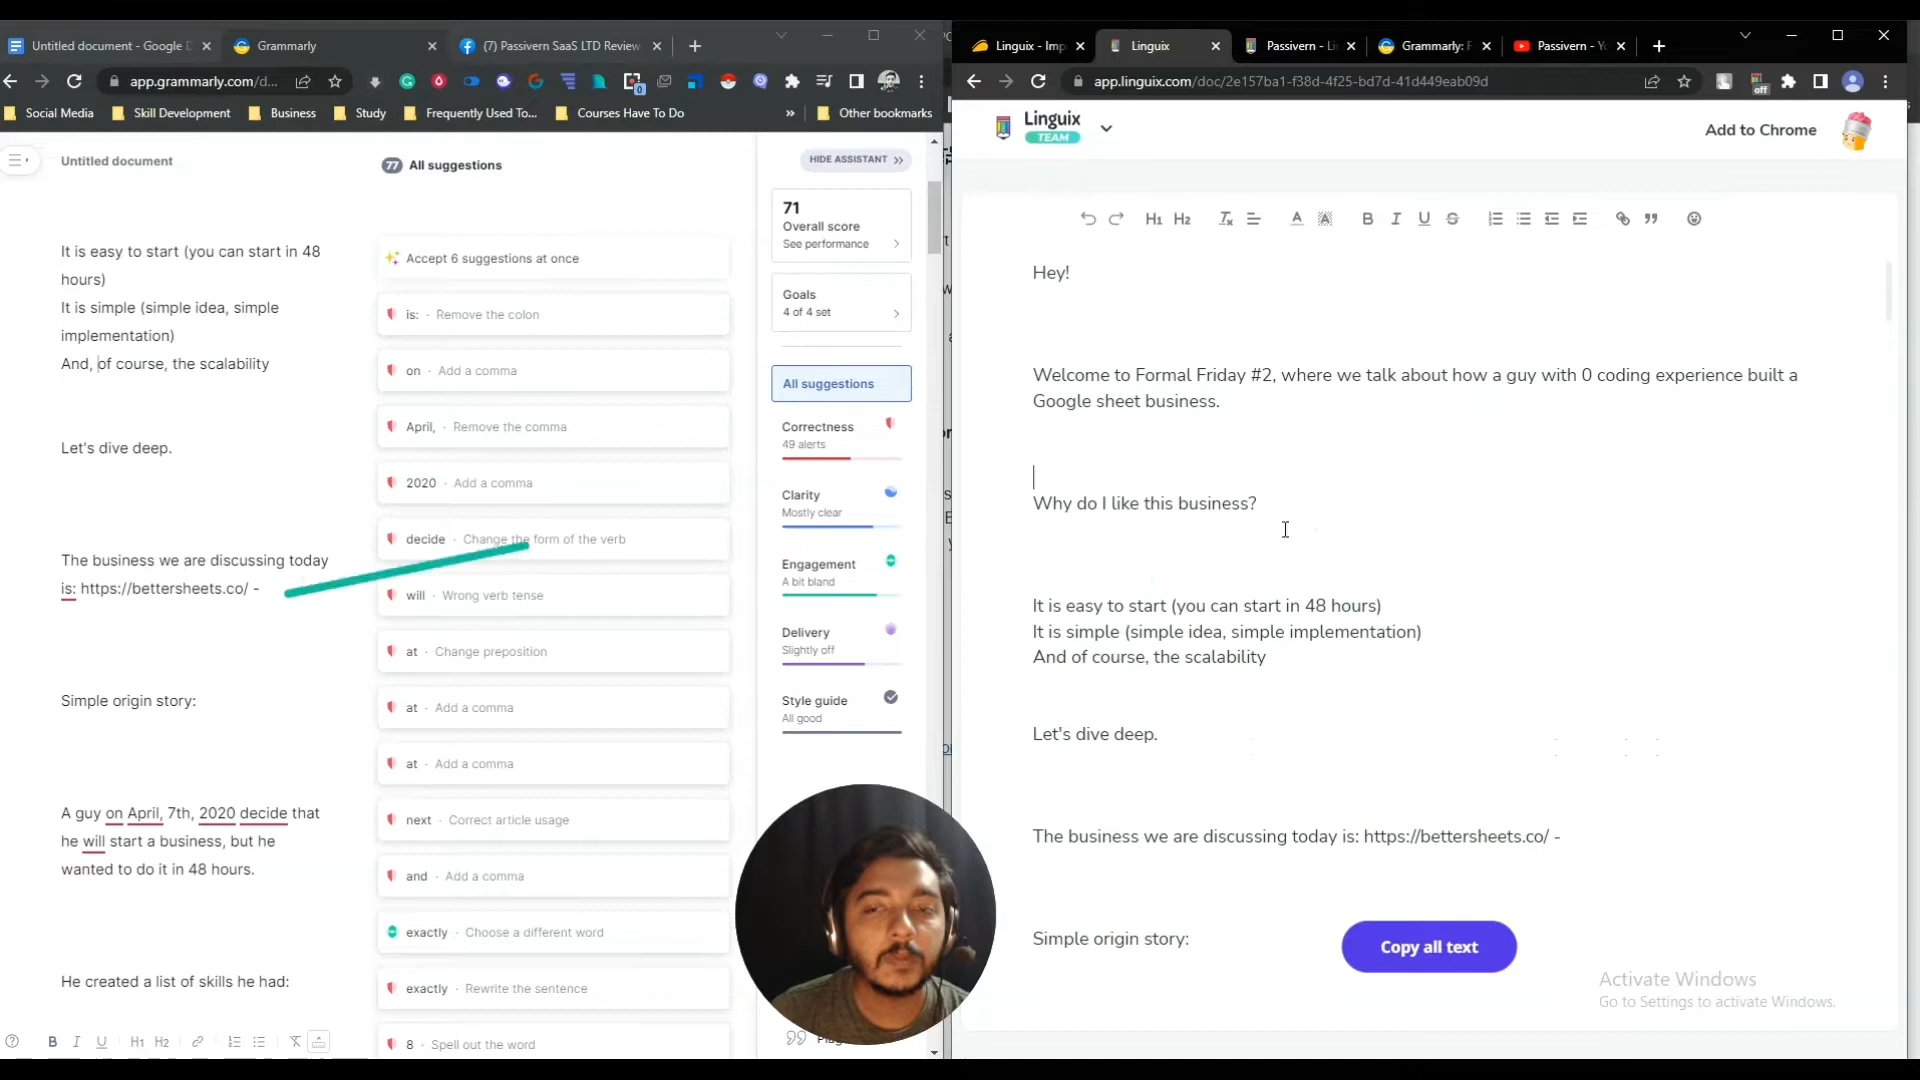 Untitled document - Google D
Grammarly
(7) Passivern SaaS LTD Review
app.grammarly.com/d...
Social Media
Skill Development
Business
Study
Frequently Used To...
Courses Have To Do
»
Other bookmarks
Untitled document
77 All suggestions
HIDE ASSISTANT
It is easy to start (you can start in 48
hours)
It is simple (simple idea, simple
implementation)
And, of course, the scalability
Let's dive deep.
The business we are discussing today
is: https://bettersheets.co/ -
Simple origin story:
A guy on April, 7th, 2020 decide that
he will start a business, but he
wanted to do it in 48 hours.
He created a list of skills he had:
B I U H1 H2
Accept 6 suggestions at once
is: · Remove the colon
on · Add a comma
April, · Remove the comma
2020 · Add a comma
decide · Change the form of the verb
will · Wrong verb tense
at · Change preposition
at · Add a comma
at · Add a comma
next · Correct article usage
and · Add a comma
exactly · Choose a different word
exactly · Rewrite the sentence
8 · Spell out the word
71
Overall score
See performance
Goals
4 of 4 set
All suggestions
Correctness
49 alerts
Clarity
Mostly clear
Engagement
A bit bland
Delivery
Slightly off
Style guide
All good
Linguix - Imp
Linguix
Passivern - Li
Grammarly: F
Passivern - Yo
app.linguix.com/doc/2e157ba1-f38d-4f25-bd7d-41d449eab09d
off
Linguix
TEAM
Add to Chrome
H1 H2 A A B I U S
Hey!
Welcome to Formal Friday #2, where we talk about how a guy with 0 coding experience built a
Google sheet business.
Why do I like this business?
It is easy to start (you can start in 48 hours)
It is simple (simple idea, simple implementation)
And of course, the scalability
Let's dive deep.
The business we are discussing today is: https://bettersheets.co/ -
Simple origin story:
Copy all text
Activate Windows
Go to Settings to activate Windows.